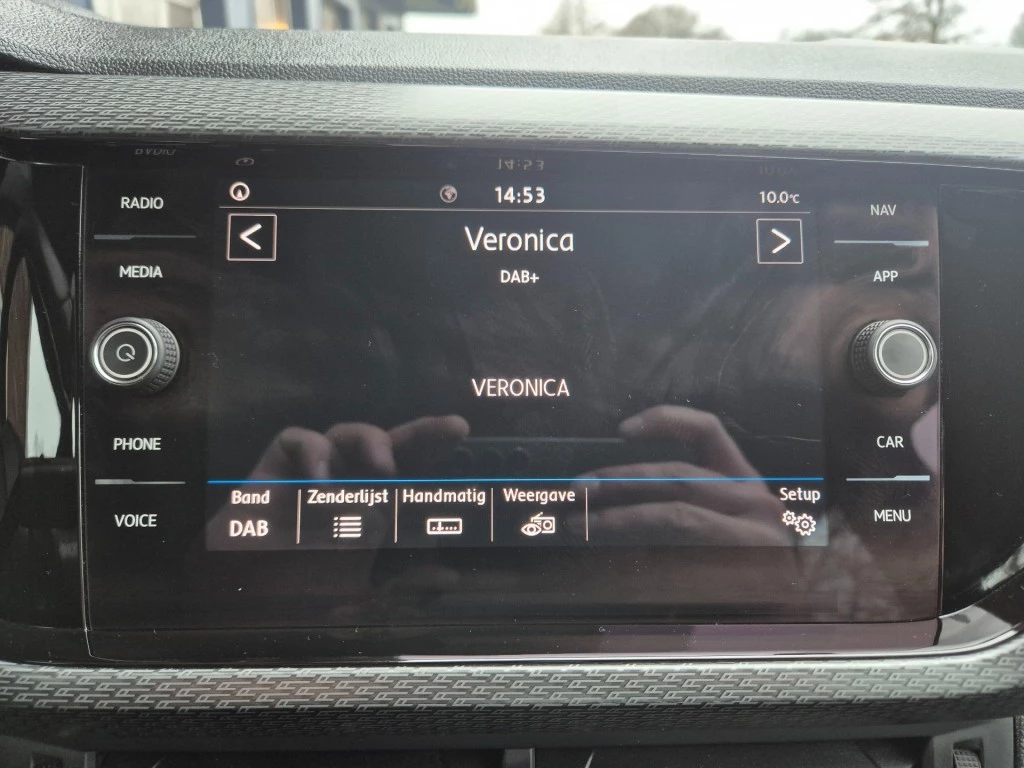 RADIO
MEDIA
PHONE
VOICE
14:53
10.0°C
Veronica
DAB+
VERONICA
Band Zenderlijst Handmatig Weergave Setup
DAB
NAV
APP
CAR
MENU